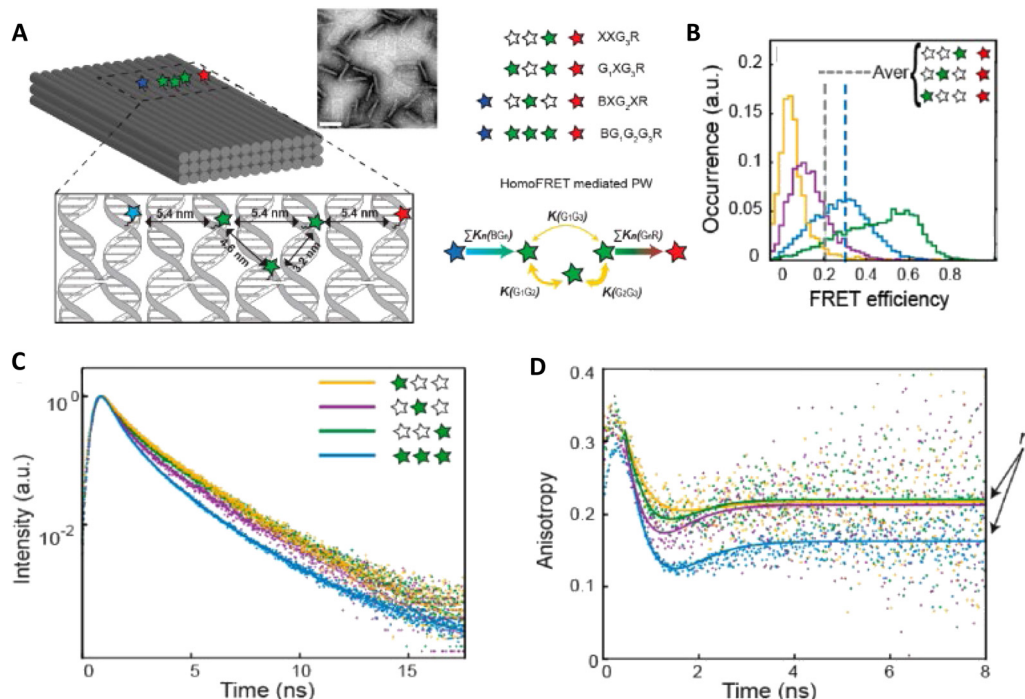 A
5.4 nm
5.4 nm
5.4 nm
4.6 nm
3.2 nm
XXG3R
G1XG3R
BXG2XR
BG1G2G3R
HomoFRET mediated PW
K(G1G3)
∑Kn(BGn)
∑Kn(GnR)
K(G1G2)
K(G2G3)
B
Aver
Occurrence (a.u.)
0.2
0.15
0.1
0.05
0
0
0.2
0.4
0.6
0.8
FRET efficiency
C
Intensity (a.u.)
10^0
10^-2
0
5
10
15
Time (ns)
D
Anisotropy
0.4
0.3
0.2
0.1
0
0
2
4
6
8
Time (ns)